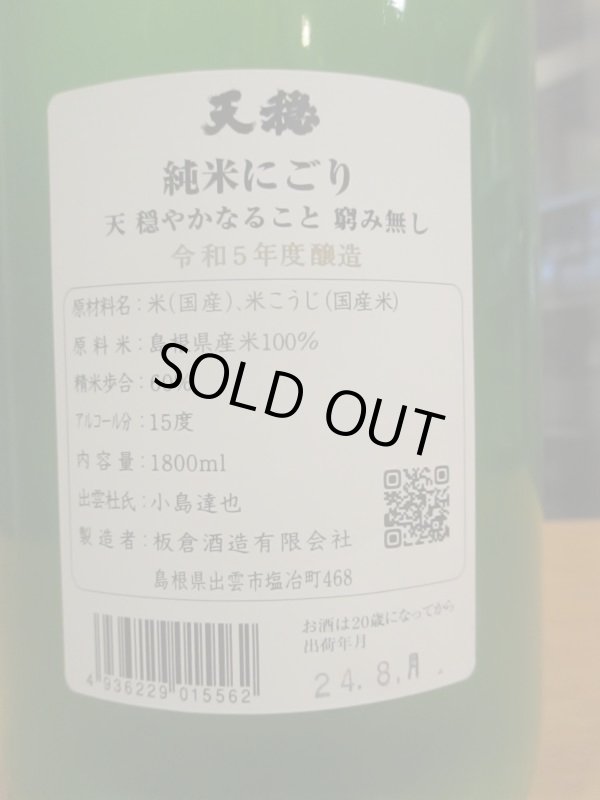 天穏
純米にごり
天 穏やかなること 窮み無し
令和5年度醸造
原材料名：米(国産)、米こうじ(国産米)
原料米：島根県産米100%
精米歩合：
アルコール分：15度
内容量：1800ml
出雲杜氏：小島達也
製造者：板倉酒造有限会社
島根県出雲市塩冶町468
SOLD OUT
4 936229 015562
お酒は20歳になってから
出荷年月
24.8.月.